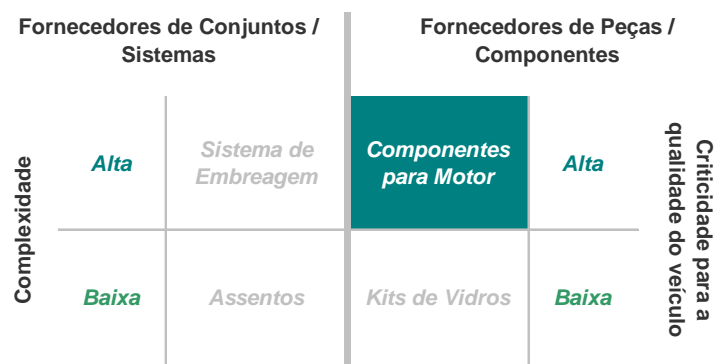 Fornecedores de Conjuntos /
Sistemas
Fornecedores de Peças /
Componentes
Complexidade
Alta
Sistema de
Embreagem
Componentes
para Motor
Alta
Baixa
Assentos
Kits de Vidros
Baixa
Criticidade para a
qualidade do veículo